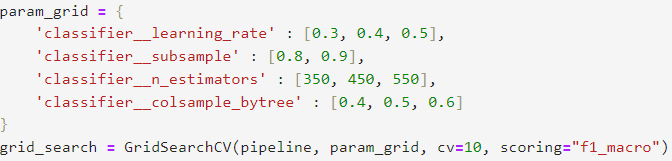 param_grid = {
    'classifier__learning_rate' : [0.3, 0.4, 0.5],
    'classifier__subsample' : [0.8, 0.9],
    'classifier__n_estimators' : [350, 450, 550],
    'classifier__colsample_bytree' : [0.4, 0.5, 0.6]
}
grid_search = GridSearchCV(pipeline, param_grid, cv=10, scoring="f1_macro")